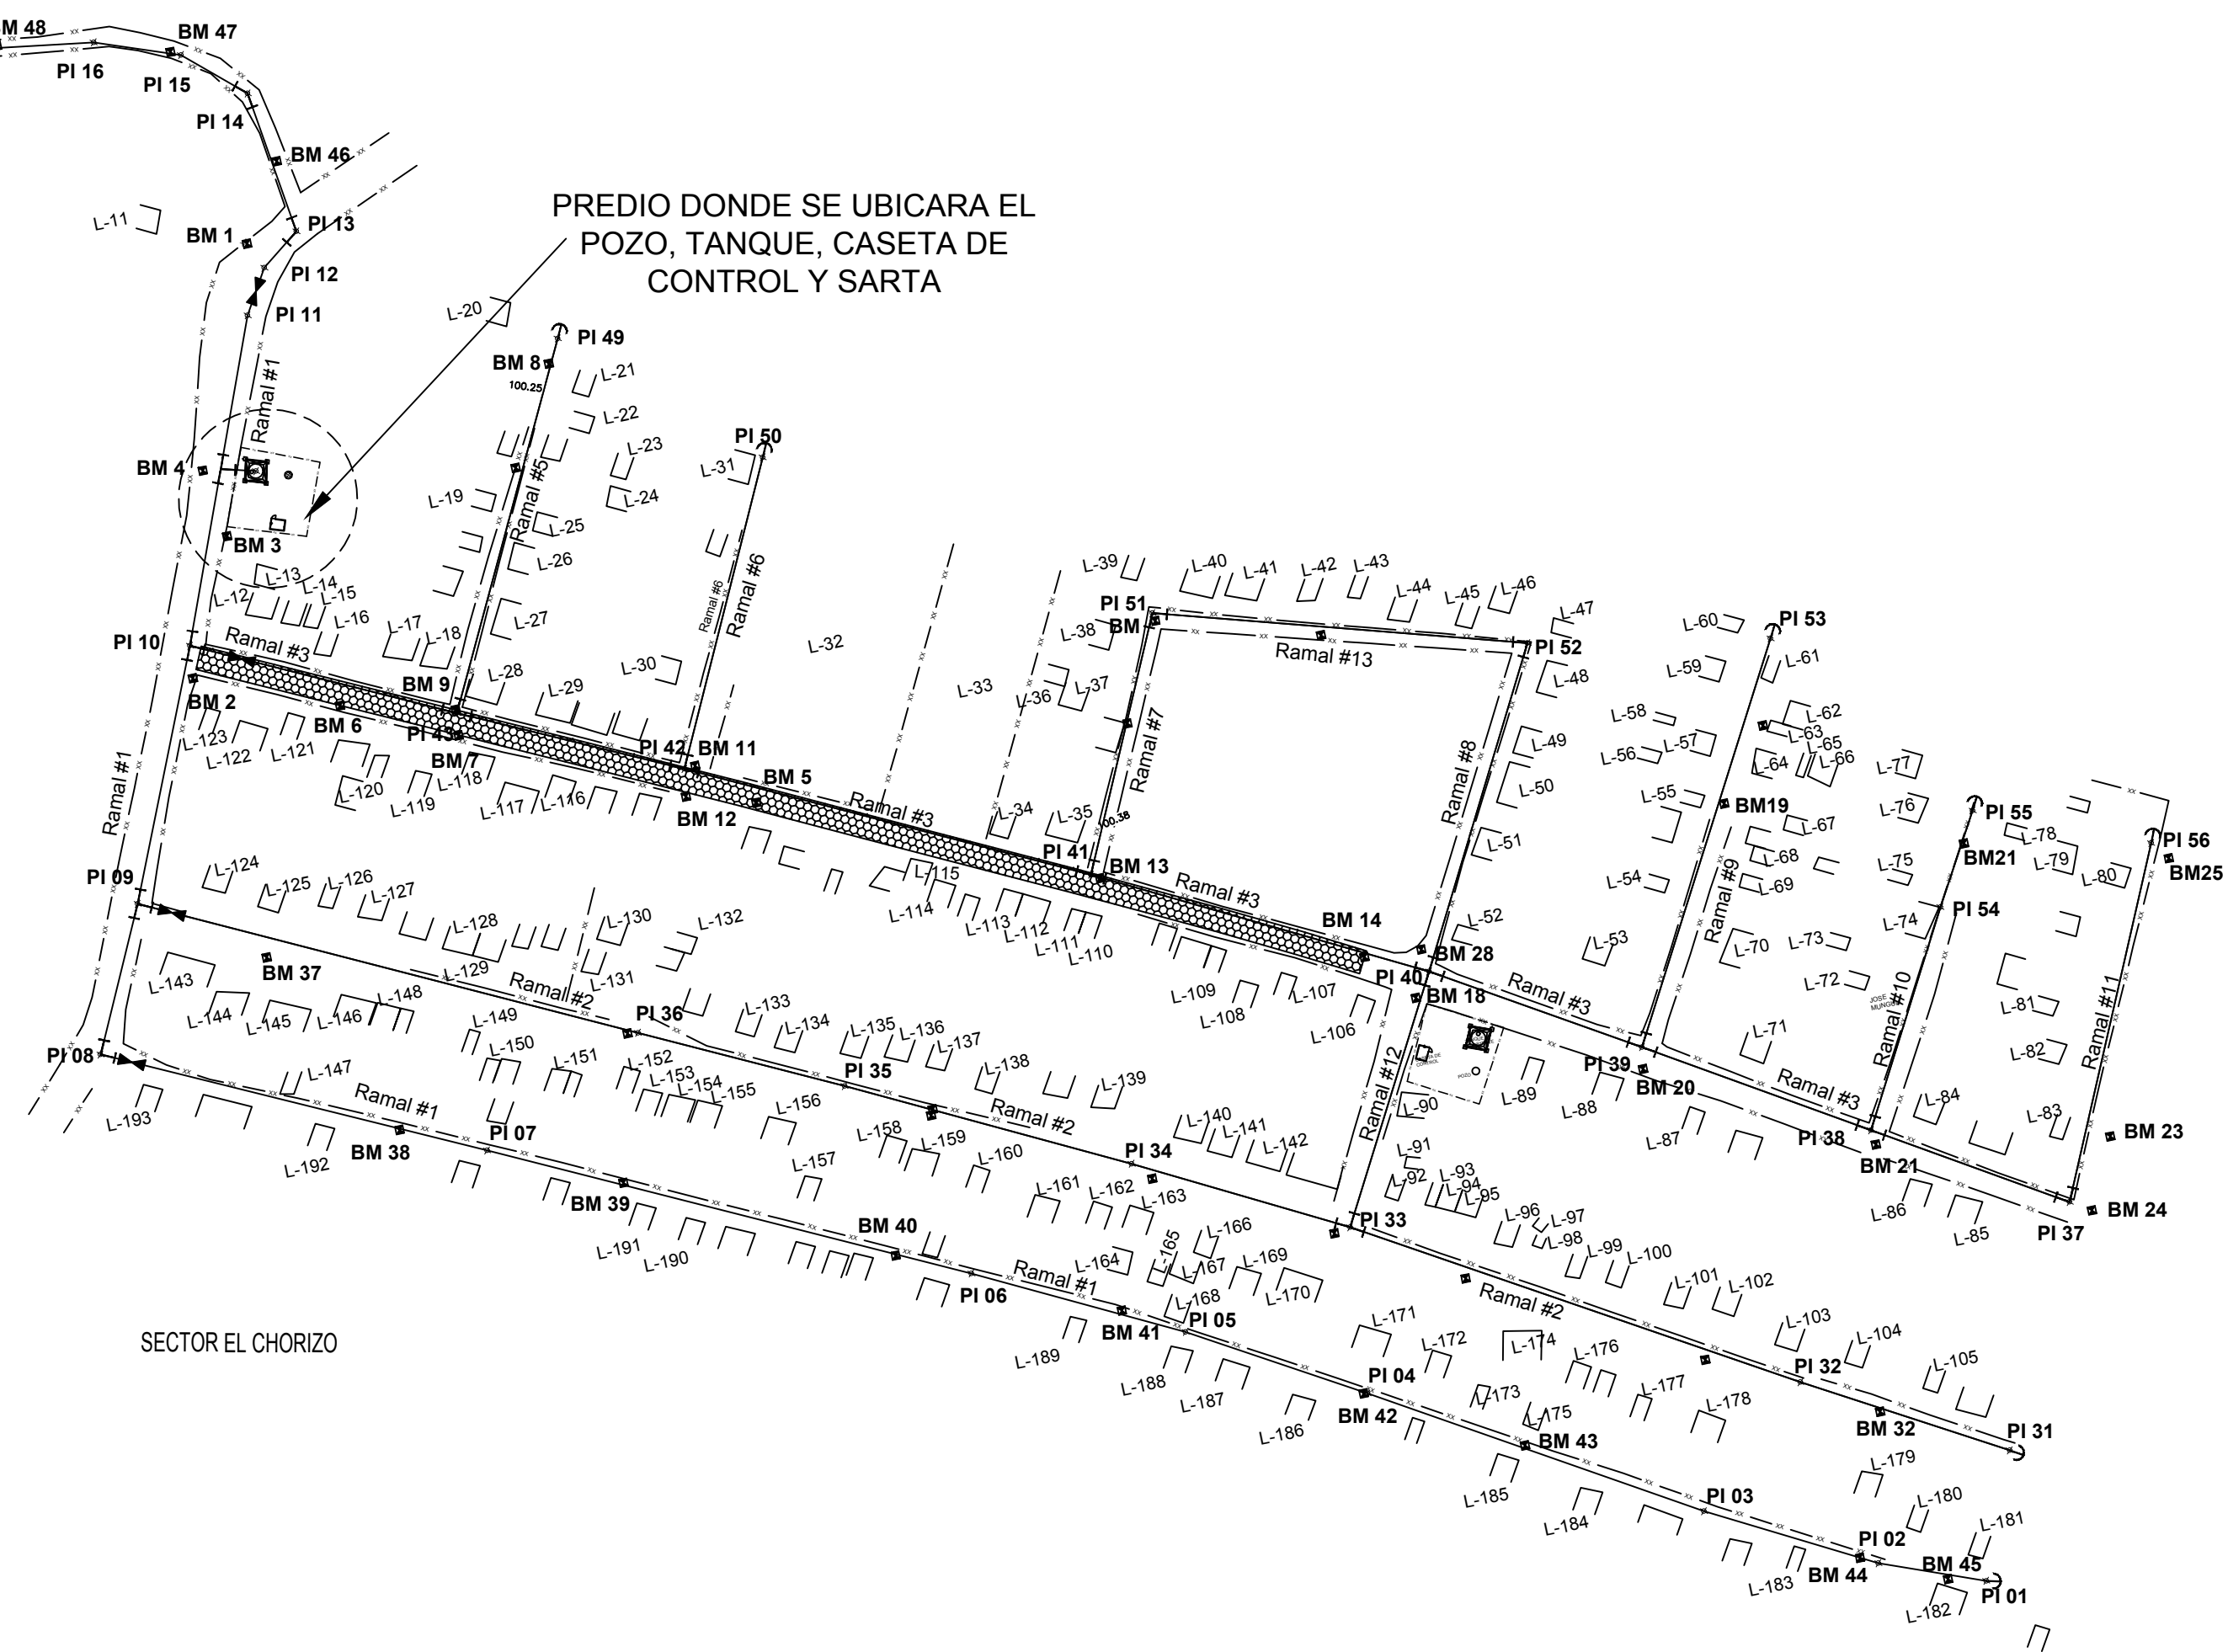 M 48
BM 47
PI 16
PI 15
PI 14
BM 46
L-11
BM 1
PI 13
PI 12
PI 11
PREDIO DONDE SE UBICARA EL
POZO, TANQUE, CASETA DE
CONTROL Y SARTA
L-20
PI 49
BM 8
100.25
L-21
L-22
L-23
L-24
L-25
L-26
L-27
L-28
L-19
Ramal #5
Ramal #1
BM 4
BM 3
L-12
L-13
L-14
L-15
L-16
L-17
L-18
PI 10
Ramal #3
BM 9
BM 2
BM 6
PI 43
BM 7
PI 50
L-31
Ramal #6
Ramal #6
L-30
L-29
L-32
L-33
PI 42
BM 11
BM 5
BM 12
Ramal #3
L-39
L-40
L-41
L-42
L-43
L-44
L-45
L-46
L-47
PI 51
BM
L-38
L-36
L-37
Ramal #13
PI 52
L-48
L-49
L-50
L-51
L-52
Ramal #7
Ramal #8
L-34
L-35
00.38
PI 41
BM 13
Ramal #3
BM 14
BM 28
PI 40
BM 18
L-60
PI 53
L-59
L-61
L-58
L-62
L-63
L-56
L-57
L-65
L-64
L-66
L-55
BM19
L-67
L-68
L-69
L-54
L-53
L-70
Ramal #9
L-77
L-76
L-75
L-74
L-73
L-72
L-71
PI 55
BM21
PI 54
L-78
L-79
L-80
PI 56
BM25
JOSE
Ramal #10
Ramal #11
L-81
L-82
L-83
L-84
Ramal #3
PI 39
BM 20
Ramal #3
PI 38
BM 21
BM 23
BM 24
PI 37
L-85
L-86
L-87
L-88
L-89
L-90
L-91
L-92
L-93
L-94
L-95
L-96
L-97
L-98
L-99
L-100
L-101
L-102
L-103
L-104
L-105
POZO
Ramal #12
L-106
L-107
L-108
L-109
L-110
L-111
L-112
L-113
L-114
L-115
L-116
L-117
L-118
L-119
L-120
L-121
L-122
L-123
Ramal #1
PI 09
L-124
L-125
L-126
L-127
L-128
L-129
L-130
L-131
L-132
BM 37
Ramal #2
PI 36
L-133
L-134
L-135
L-136
L-137
L-138
L-139
L-140
L-141
L-142
L-143
L-144
L-145
L-146
L-148
L-149
L-150
L-151
L-152
L-153
L-154
L-155
L-156
PI 08
L-147
PI 35
Ramal #2
PI 34
PI 33
L-193
Ramal #1
PI 07
L-192
BM 38
BM 39
L-157
L-158
L-159
L-160
L-161
L-162
L-163
L-164
L-165
L-166
L-167
L-168
L-169
L-170
L-191
L-190
BM 40
PI 06
Ramal #1
BM 41
PI 05
L-189
L-188
L-187
L-186
Ramal #2
L-171
L-172
L-173
L-174
L-175
L-176
L-177
L-178
PI 04
BM 42
BM 43
PI 32
BM 32
PI 31
L-179
L-180
L-181
L-185
L-184
PI 03
PI 02
BM 44
L-183
BM 45
PI 01
L-182
SECTOR EL CHORIZO